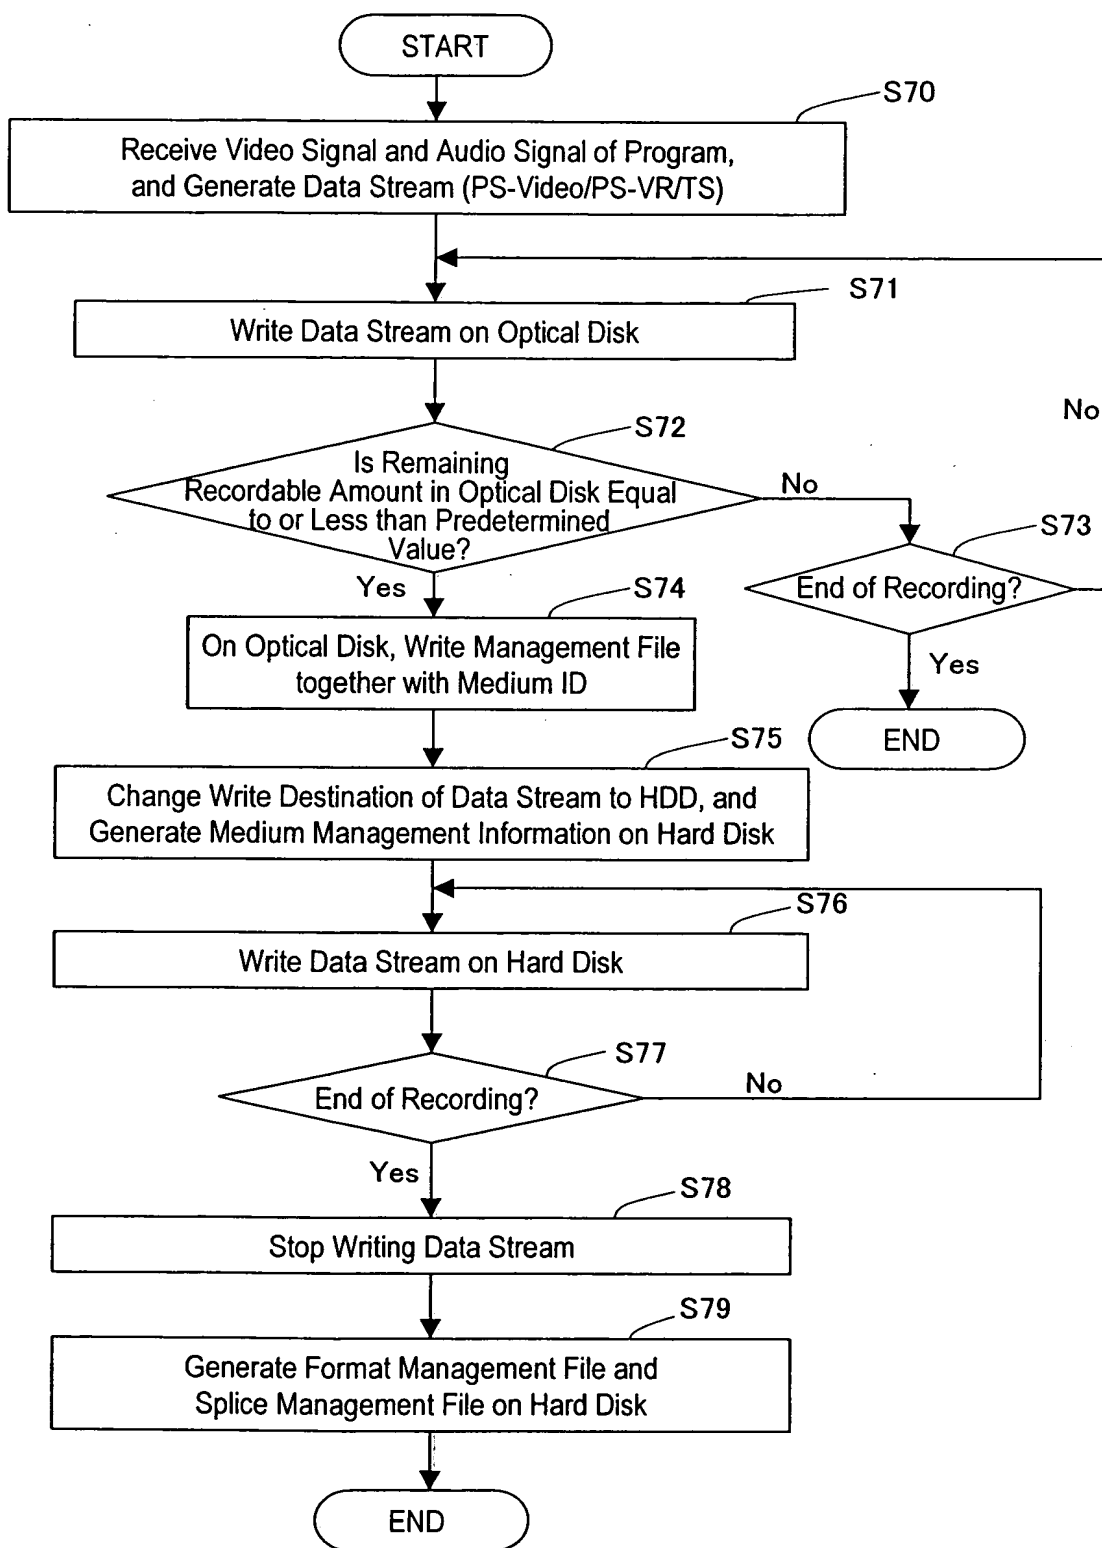 START
S70
Receive Video Signal and Audio Signal of Program,
and Generate Data Stream (PS-Video/PS-VR/TS)
S71
Write Data Stream on Optical Disk
No
S72
Is Remaining
Recordable Amount in Optical Disk Equal
to or Less than Predetermined
Value?
No
S73
End of Recording?
Yes
S74
On Optical Disk, Write Management File
together with Medium ID
Yes
END
S75
Change Write Destination of Data Stream to HDD, and
Generate Medium Management Information on Hard Disk
S76
Write Data Stream on Hard Disk
S77
End of Recording?
No
Yes
S78
Stop Writing Data Stream
S79
Generate Format Management File and
Splice Management File on Hard Disk
END